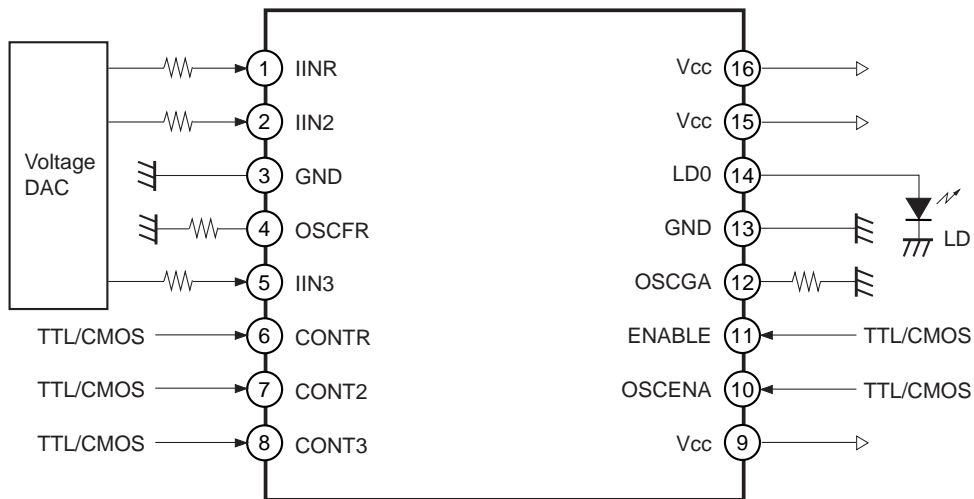 1 IINR Vcc 16
2 IIN2 Vcc 15
Voltage
DAC
3 GND LD0 14
4 OSCFR GND 13
LD
5 IIN3 OSCGA 12
TTL/CMOS 6 CONTR ENABLE 11 TTL/CMOS
TTL/CMOS 7 CONT2 OSCENA 10 TTL/CMOS
TTL/CMOS 8 CONT3 Vcc 9